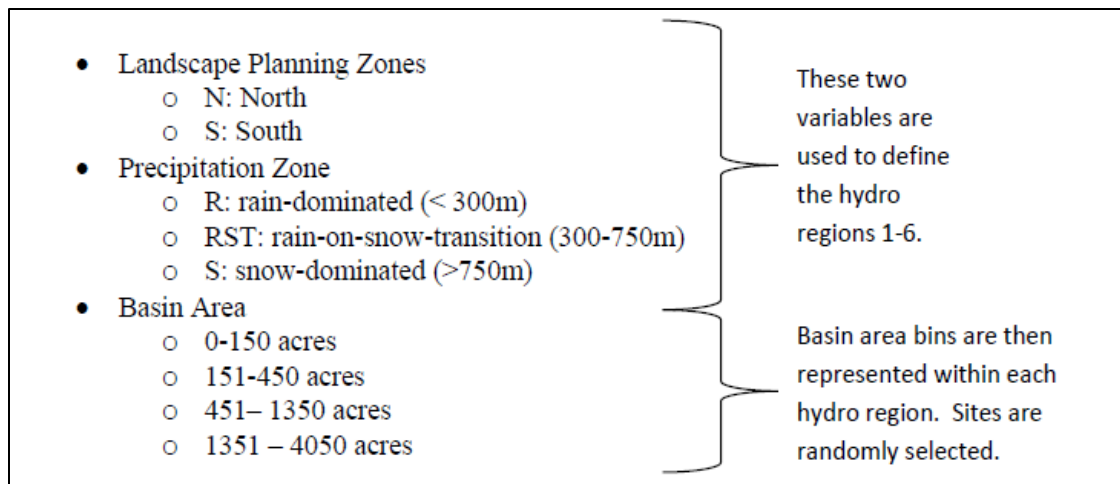 • Landscape Planning Zones
o N: North
o S: South
• Precipitation Zone
o R: rain-dominated (< 300m)
o RST: rain-on-snow-transition (300-750m)
o S: snow-dominated (>750m)
• Basin Area
o 0-150 acres
o 151-450 acres
o 451– 1350 acres
o 1351 – 4050 acres
These two
variables are
used to define
the hydro
regions 1-6.
Basin area bins are then
represented within each
hydro region.  Sites are
randomly selected.